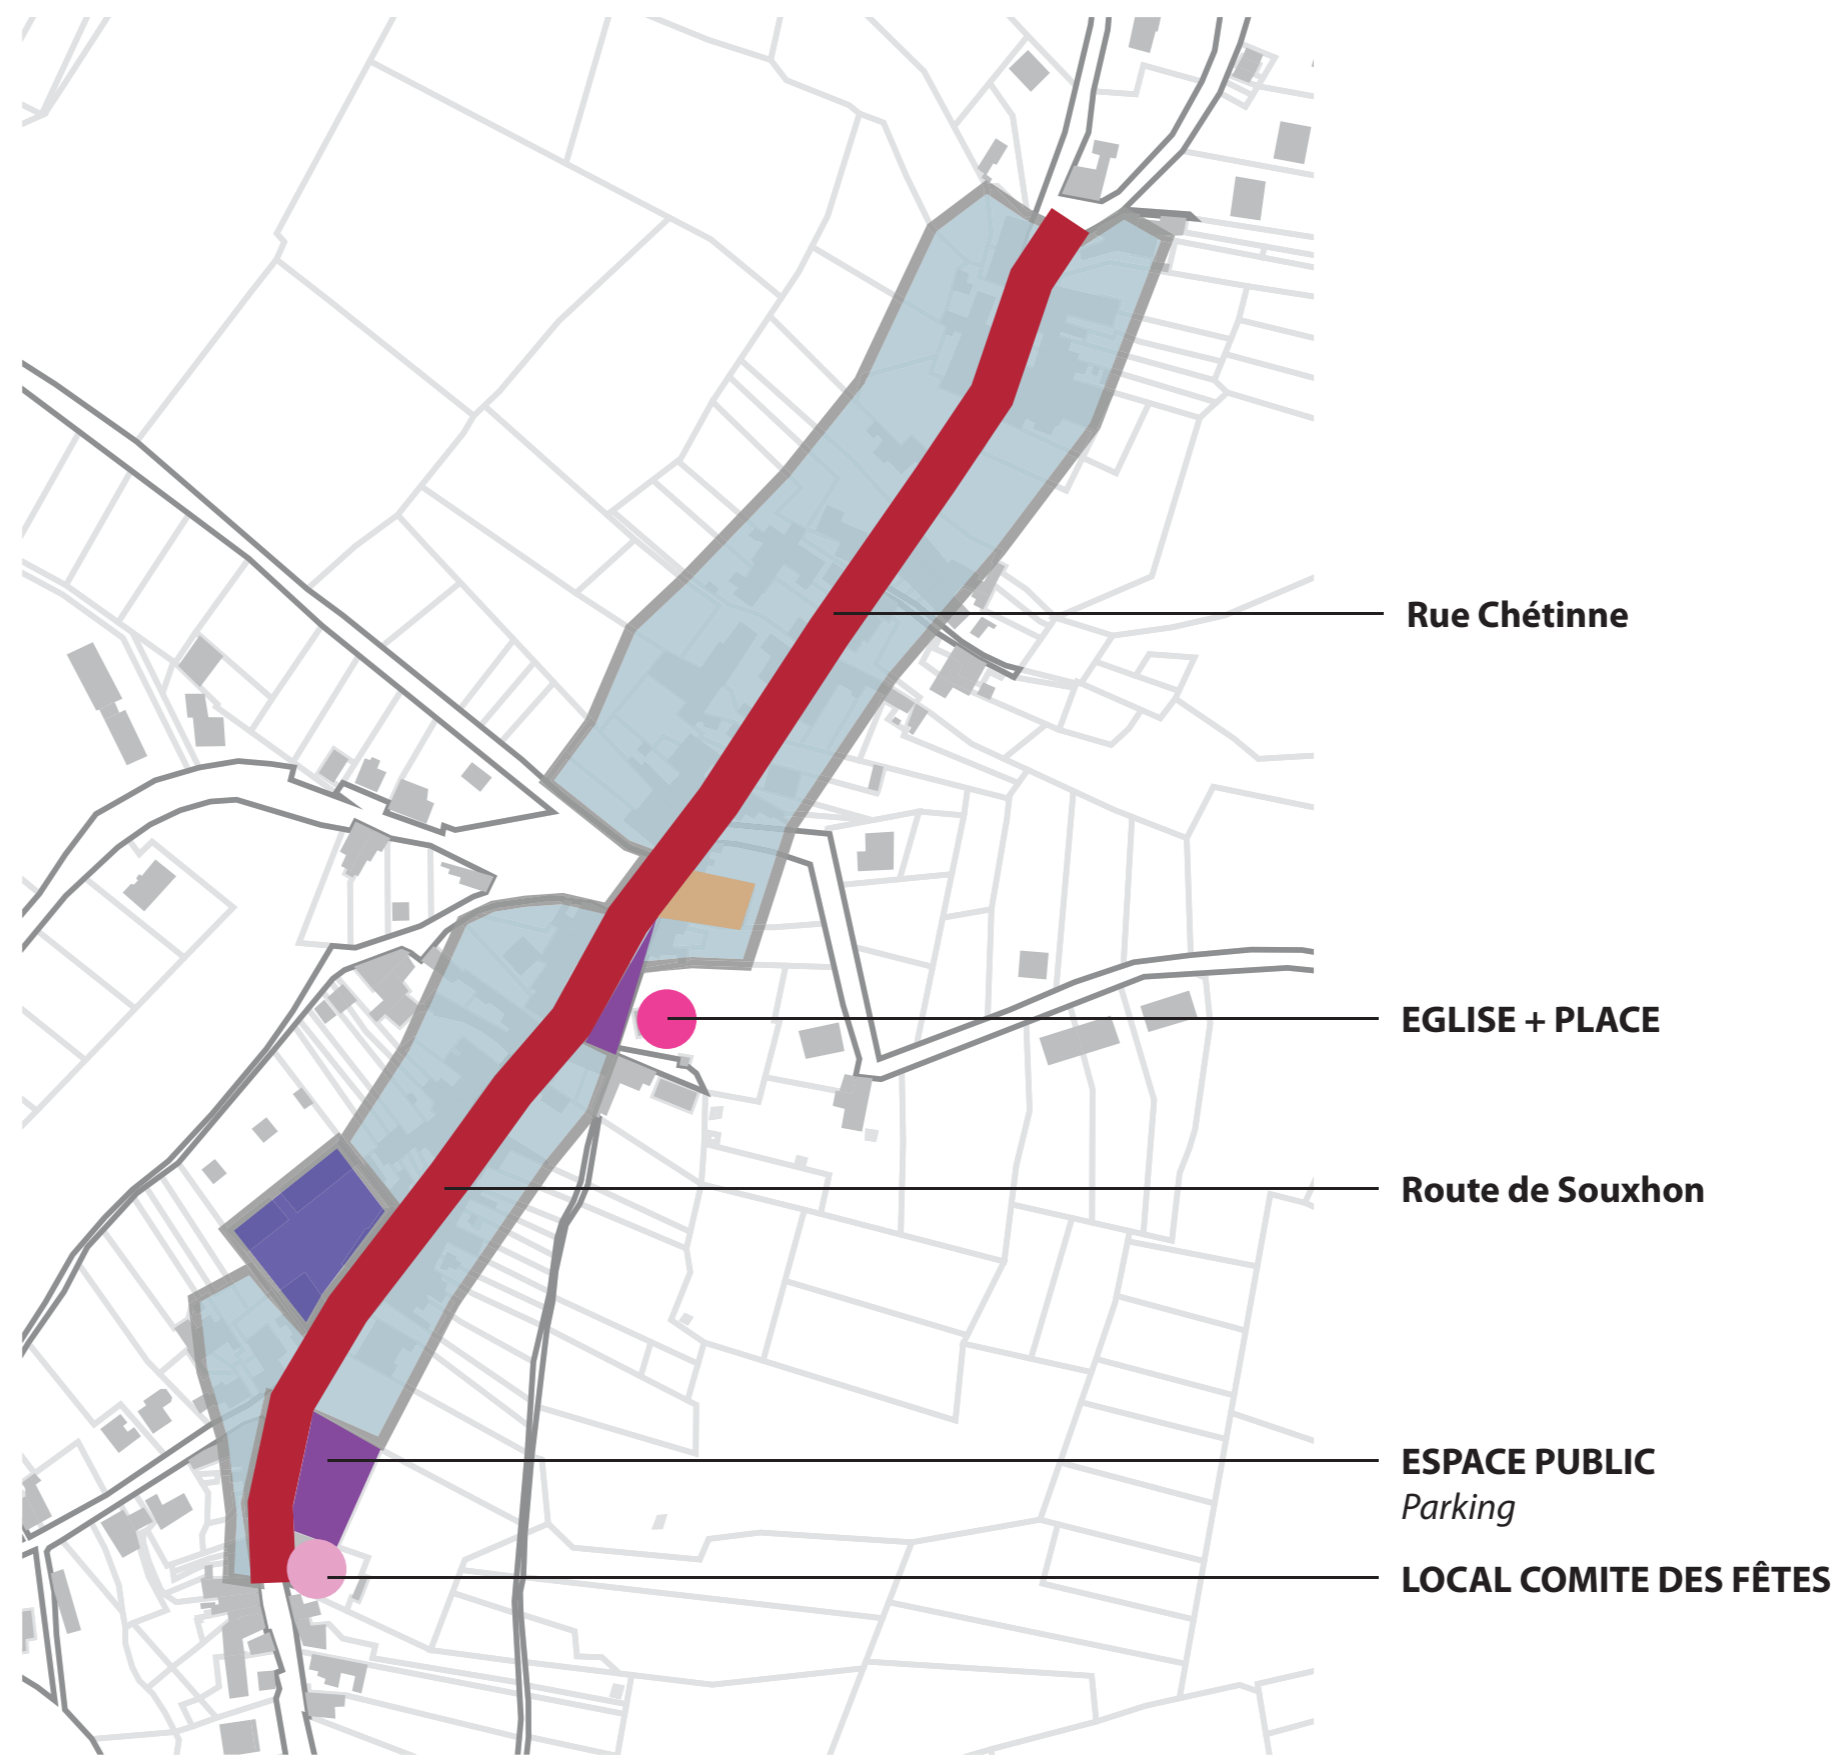 Rue Chétinne
EGLISE + PLACE
Route de Souxhon
ESPACE PUBLIC
Parking
LOCAL COMITE DES FÊTES